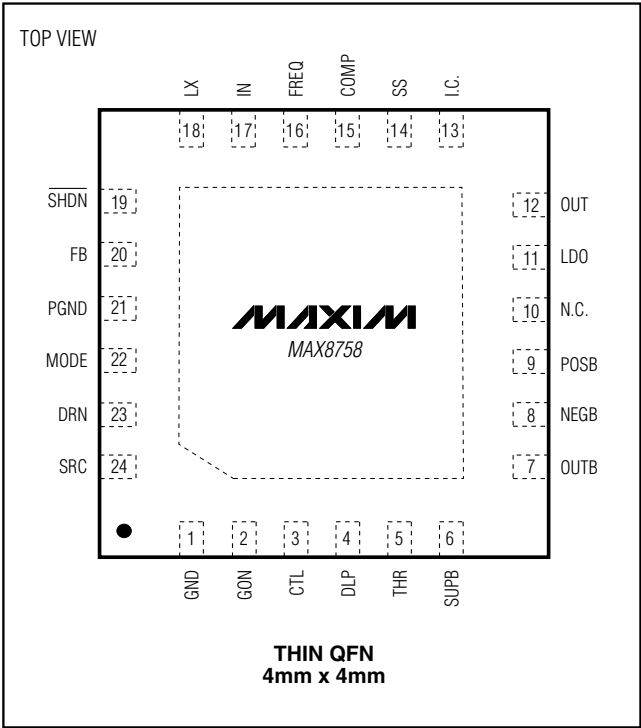 TOP VIEW
LX IN FREQ COMP SS I.C.
18 17 16 15 14 13
SHDN 19
FB 20
PGND 21
MODE 22
DRN 23
SRC 24
12 OUT
11 LDO
10 N.C.
9 POSB
8 NEGB
7 OUTB
MAXIM
MAX8758
1 2 3 4 5 6
GND GON CTL DLP THR SUPB
THIN QFN
4mm x 4mm